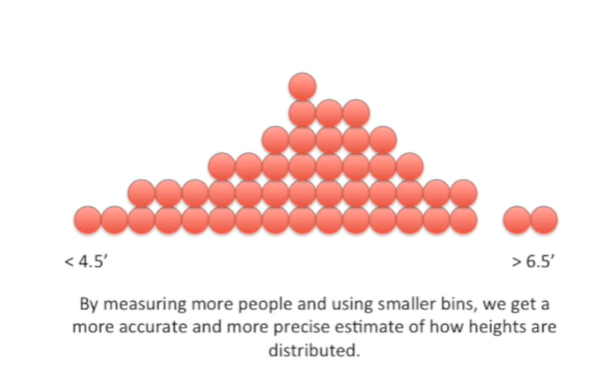 < 4.5′ > 6.5′
By measuring more people and using smaller bins, we get a
more accurate and more precise estimate of how heights are
distributed.